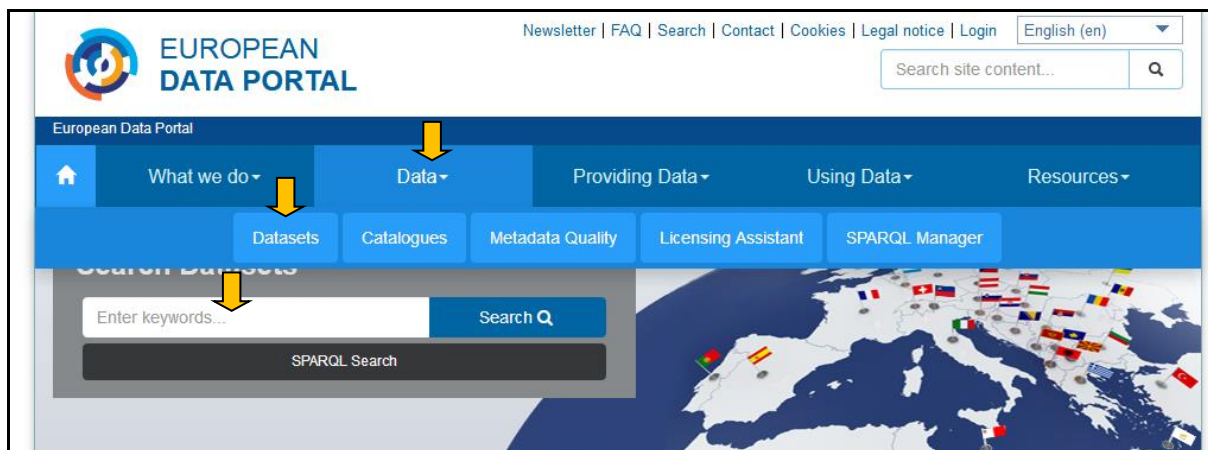 Newsletter | FAQ | Search | Contact | Cookies | Legal notice | Login English (en)
EUROPEAN
DATA PORTAL
Search site content...
European Data Portal
What we do Data Providing Data Using Data Resources
Datasets Catalogues Metadata Quality Licensing Assistant SPARQL Manager
Search Datasets
Enter keywords... Search
SPARQL Search